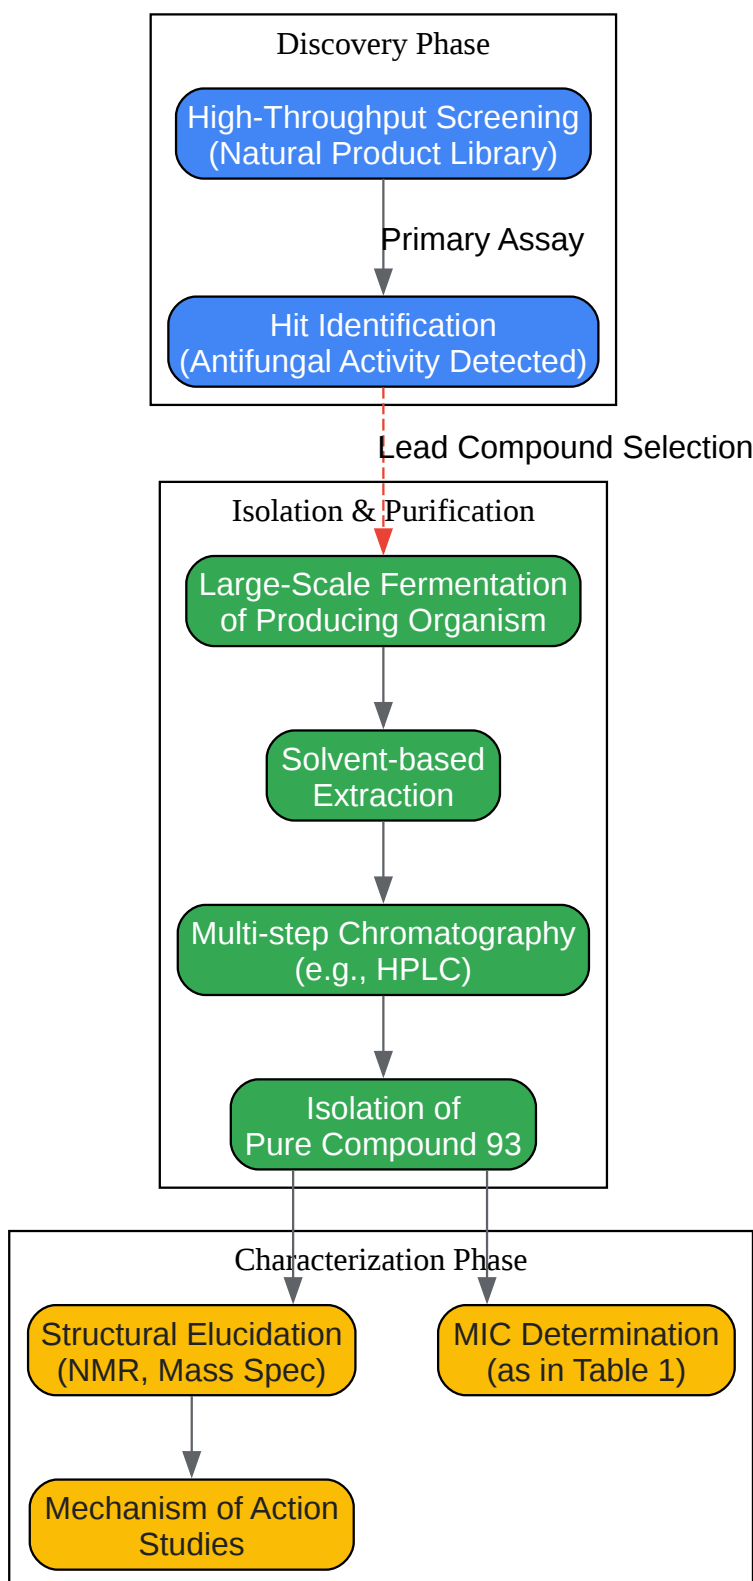 Discovery Phase
High-Throughput Screening
(Natural Product Library)
Primary Assay
Hit Identification
(Antifungal Activity Detected)
Lead Compound Selection
Isolation & Purification
Large-Scale Fermentation
of Producing Organism
Solvent-based
Extraction
Multi-step Chromatography
(e.g., HPLC)
Isolation of
Pure Compound 93
Characterization Phase
Structural Elucidation
(NMR, Mass Spec)
MIC Determination
(as in Table 1)
Mechanism of Action
Studies